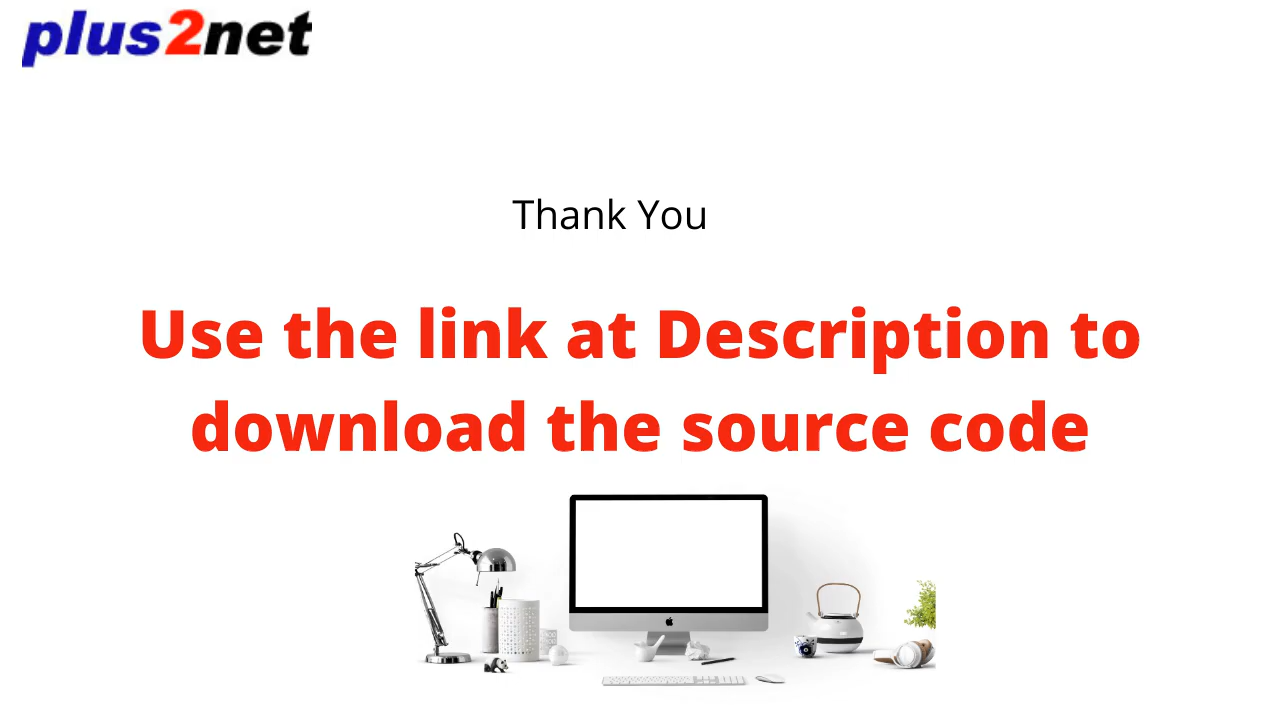 plus2net
Thank You
Use the link at Description to
download the source code